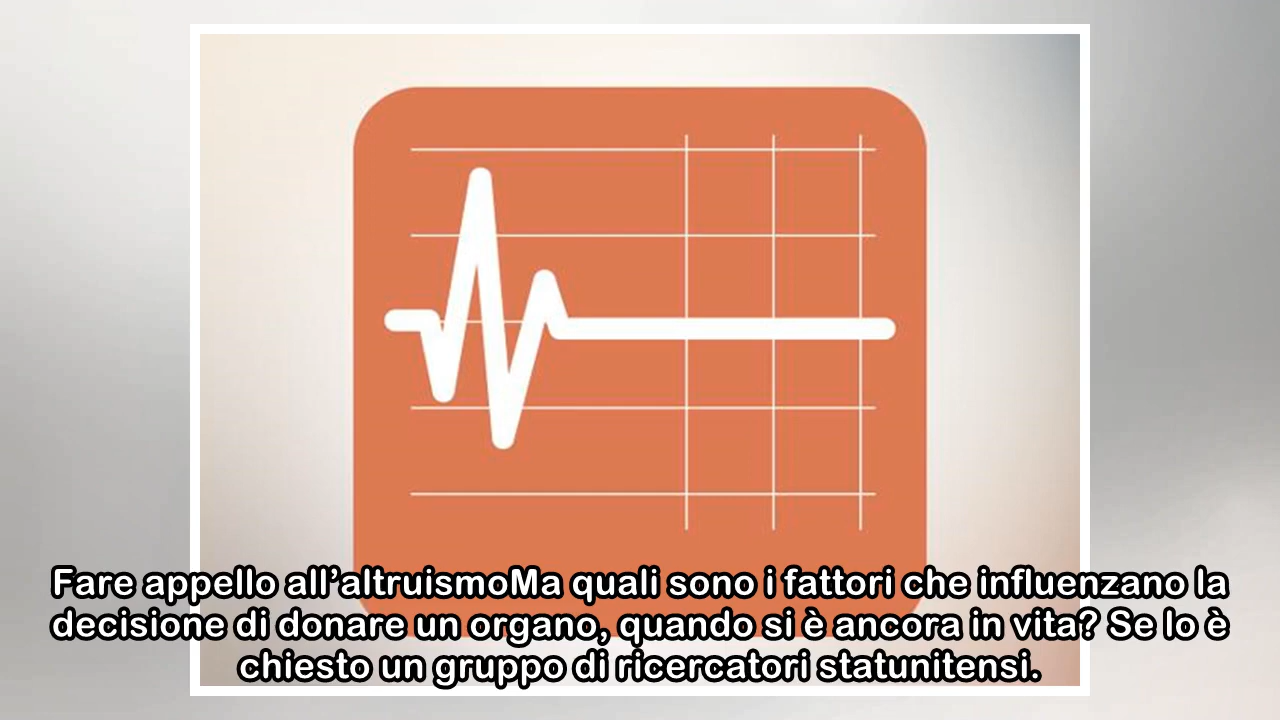 Fare appello all’altruismoMa quali sono i fattori che influenzano la
decisione di donare un organo, quando si è ancora in vita? Se lo è
chiesto un gruppo di ricercatori statunitensi.